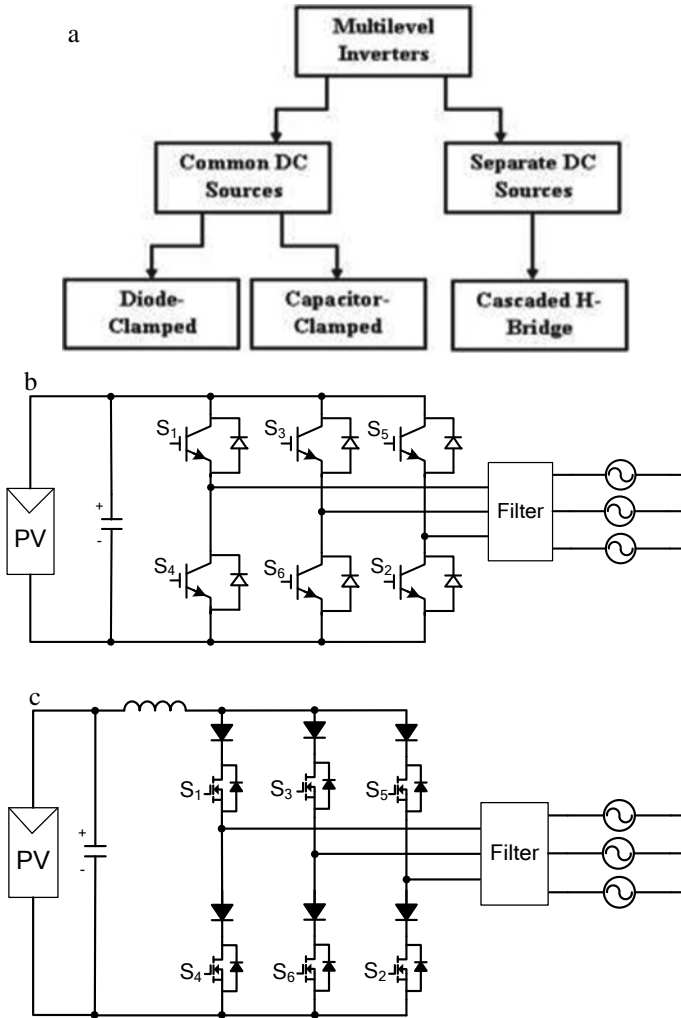 a
Multilevel
Inverters
Common DC
Sources
Separate DC
Sources
Diode-
Clamped
Capacitor-
Clamped
Cascaded H-
Bridge
b
S1
S3
S5
+
PV
-
Filter
S4
S6
S2
c
S1
S3
S5
+
PV
-
Filter
S4
S6
S2